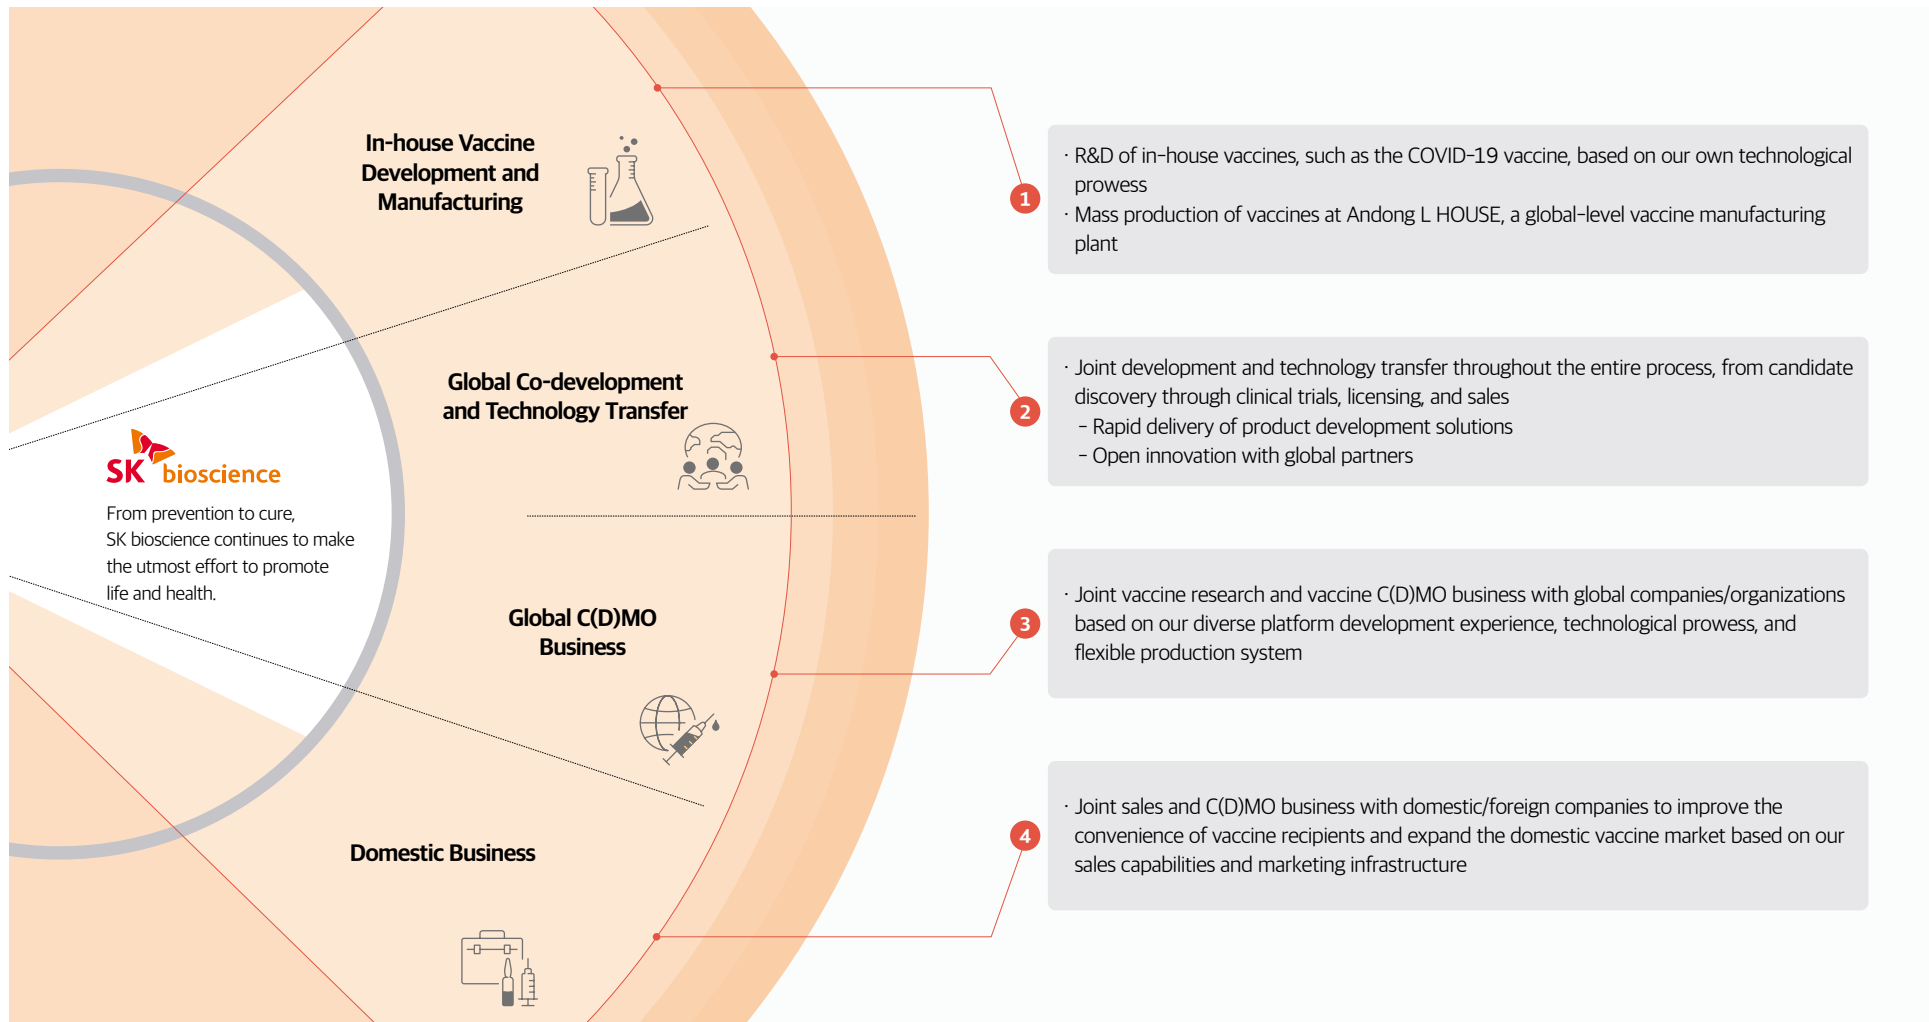 In-house Vaccine
Development and
Manufacturing
Global Co-development
and Technology Transfer
SK bioscience
From prevention to cure,
SK bioscience continues to make
the utmost effort to promote
life and health.
Global C(D)MO
Business
Domestic Business
1
· R&D of in-house vaccines, such as the COVID-19 vaccine, based on our own technological
prowess
· Mass production of vaccines at Andong L HOUSE, a global-level vaccine manufacturing
plant
2
· Joint development and technology transfer throughout the entire process, from candidate
discovery through clinical trials, licensing, and sales
- Rapid delivery of product development solutions
- Open innovation with global partners
3
· Joint vaccine research and vaccine C(D)MO business with global companies/organizations
based on our diverse platform development experience, technological prowess, and
flexible production system
4
· Joint sales and C(D)MO business with domestic/foreign companies to improve the
convenience of vaccine recipients and expand the domestic vaccine market based on our
sales capabilities and marketing infrastructure